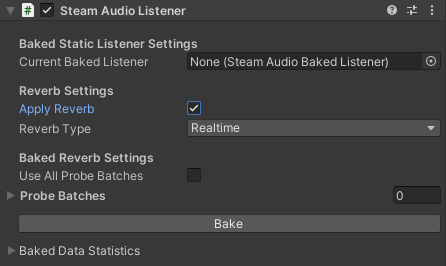 Steam Audio Listener
Baked Static Listener Settings
Current Baked Listener None (Steam Audio Baked Listener)
Reverb Settings
Apply Reverb
Reverb Type Realtime
Baked Reverb Settings
Use All Probe Batches
Probe Batches 0
Bake
Baked Data Statistics